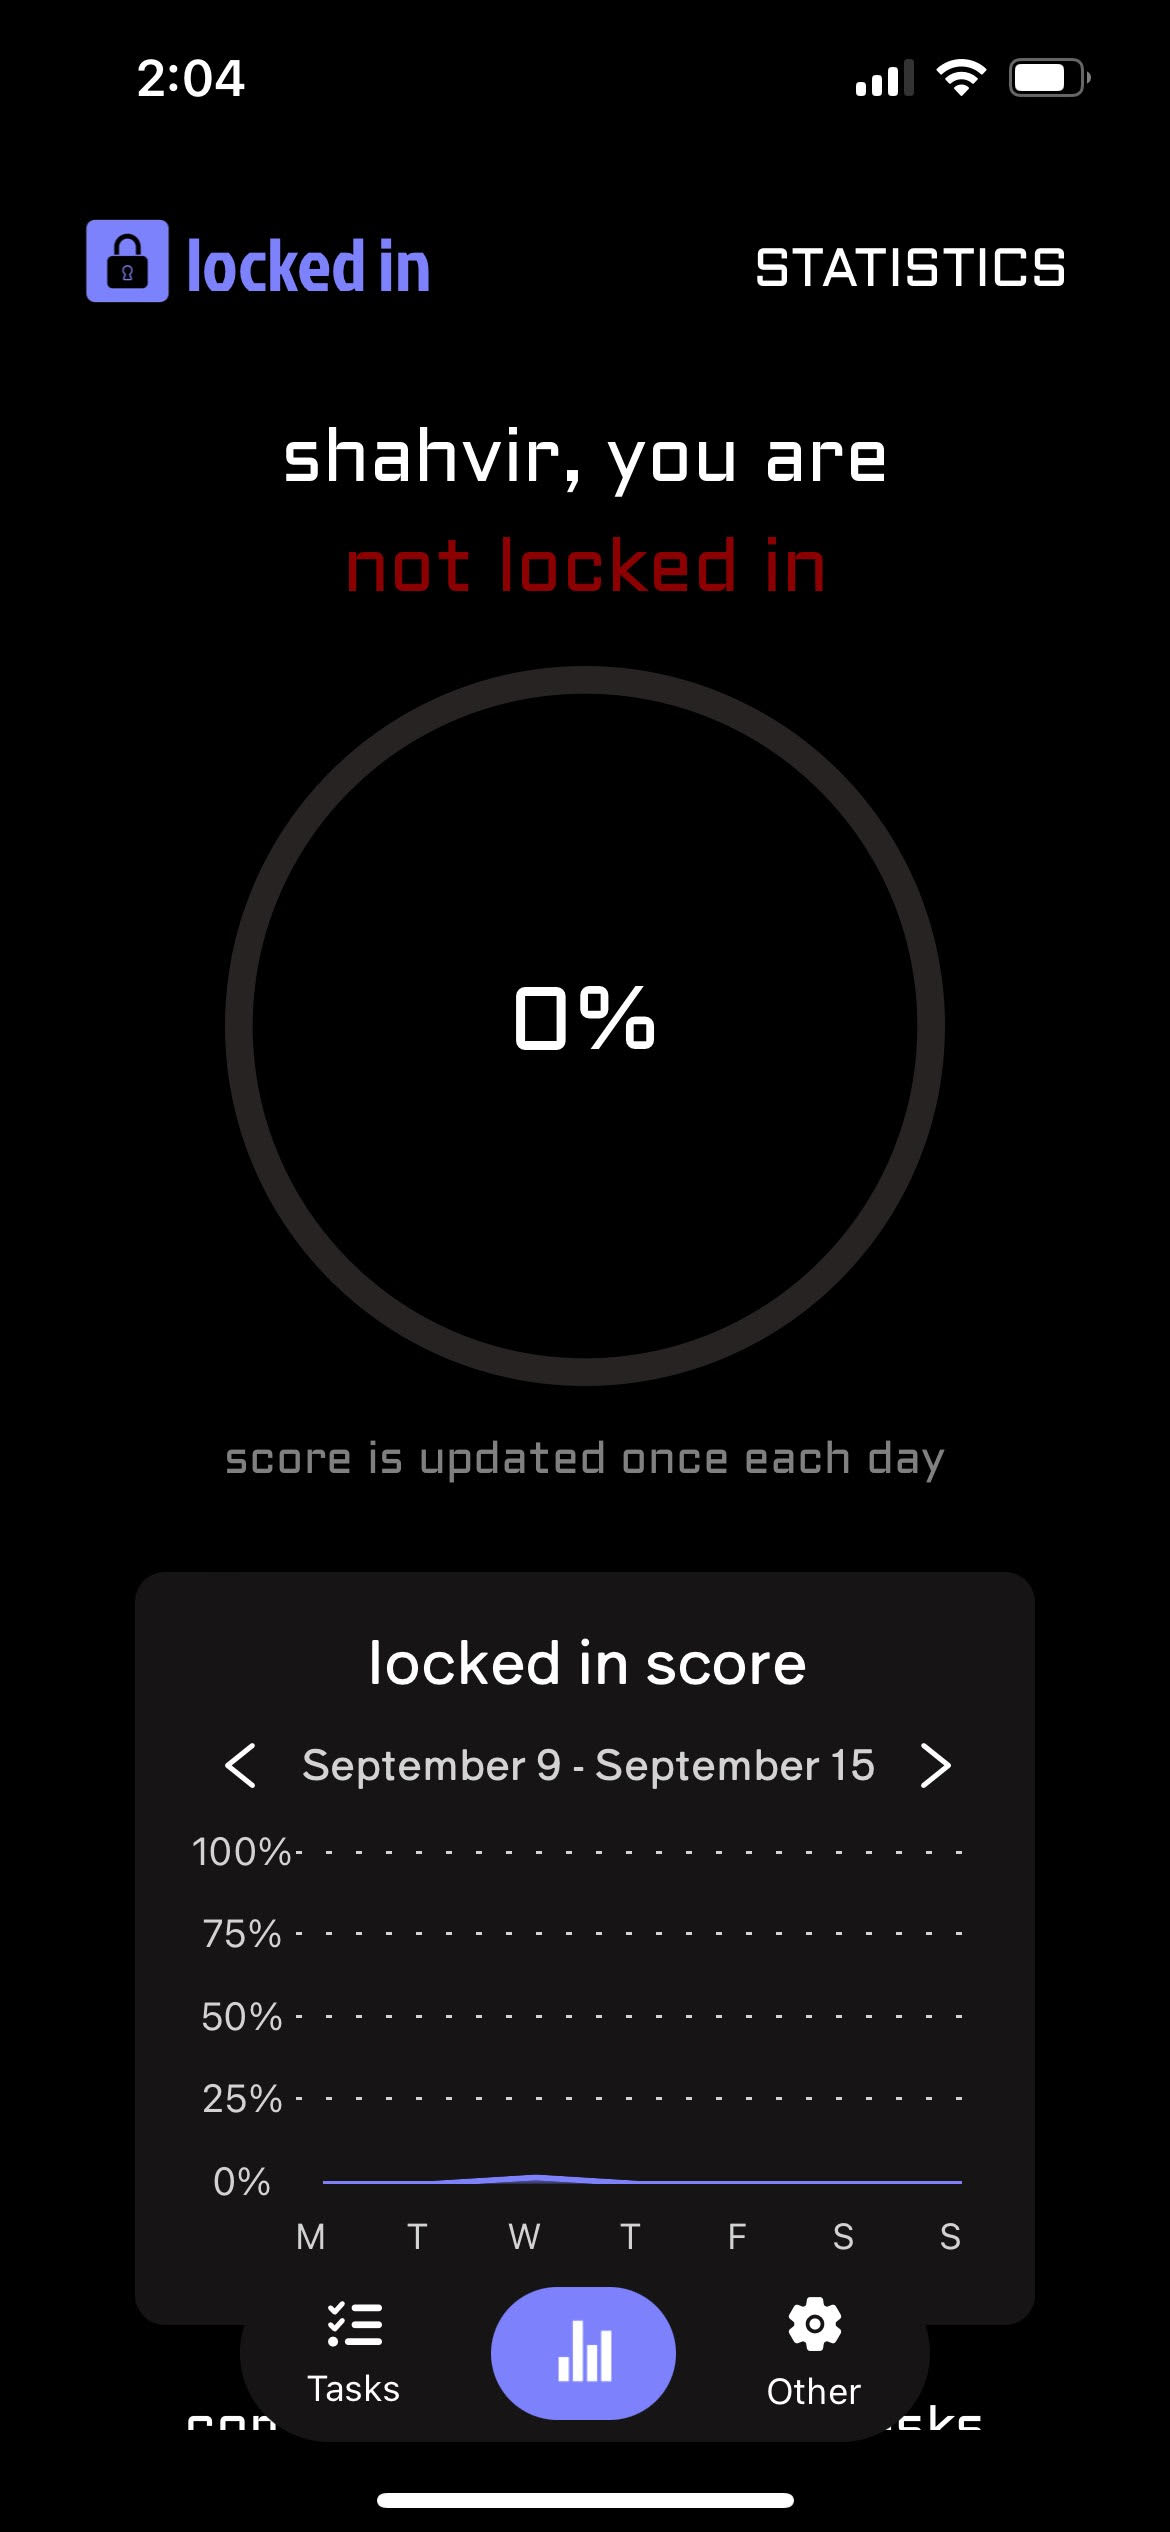 2:04
locked in
STATISTICS
shahvir, you are
not locked in
0%
score is updated once each day
locked in score
September 9 - September 15
100%
75%
50%
25%
0%
M T W T F S S
Tasks
Other